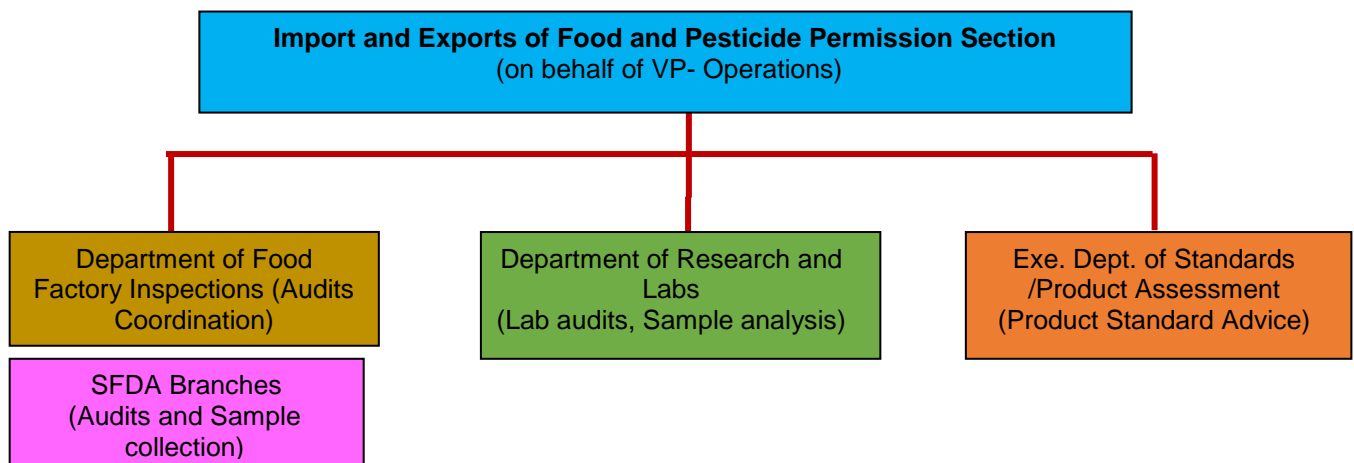 Import and Exports of Food and Pesticide Permission Section
(on behalf of VP- Operations)
Department of Food
Factory Inspections (Audits
Coordination)
Department of Research and
Labs
(Lab audits, Sample analysis)
Exe. Dept. of Standards
/Product Assessment
(Product Standard Advice)
SFDA Branches
(Audits and Sample
collection)